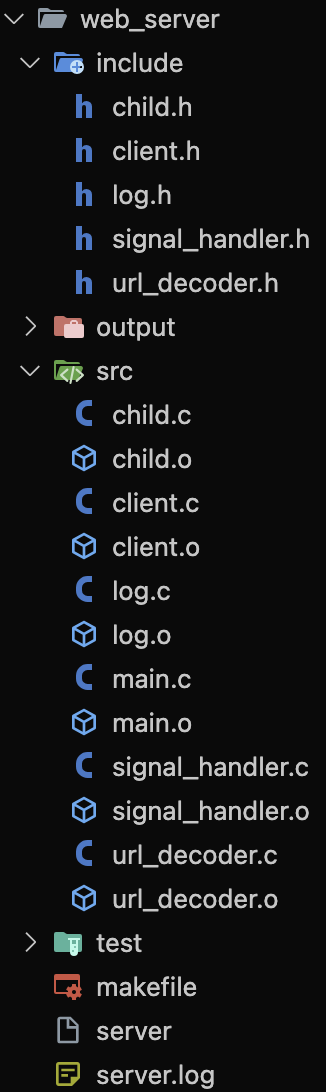 web_server
include
child.h
client.h
log.h
signal_handler.h
url_decoder.h
output
src
child.c
child.o
client.c
client.o
log.c
log.o
main.c
main.o
signal_handler.c
signal_handler.o
url_decoder.c
url_decoder.o
test
makefile
server
server.log